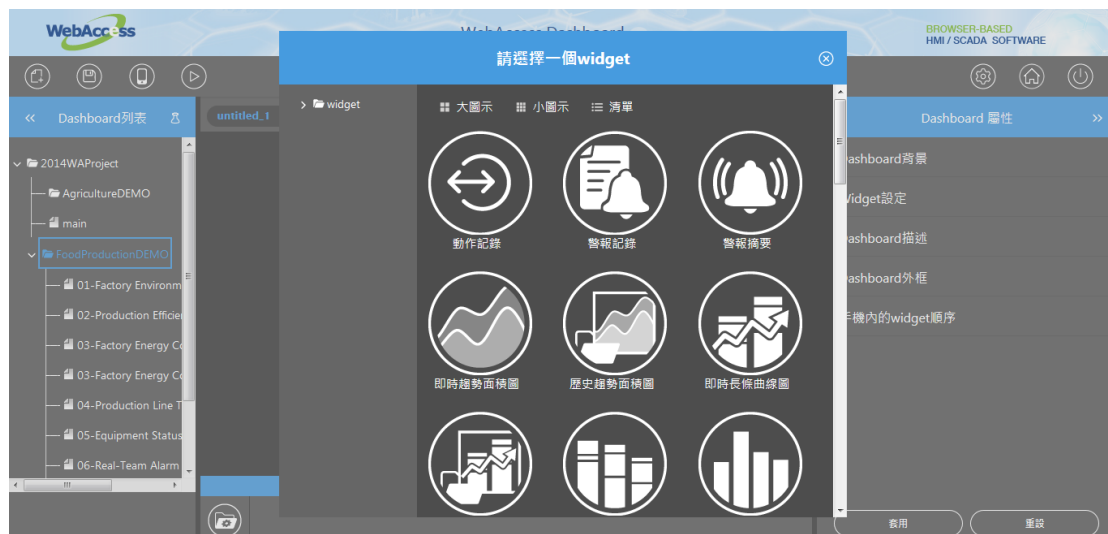 WebAccess
WebAccess Dashboard
BROWSER-BASED
HMI / SCADA SOFTWARE
請選擇一個widget
Dashboard列表
untitled_1
Dashboard 屬性
2014WAProject
AgricultureDEMO
main
FoodProductionDEMO
01-Factory Environm
02-Production Efficie
03-Factory Energy Co
03-Factory Energy Co
04-Production Line T
05-Equipment Status
06-Real-Team Alarm
widget
大圖示 小圖示 清單
動作記錄 警報記錄 警報摘要
即時趨勢面積圖 歷史趨勢面積圖 即時長條曲線圖
ashboard背景
Widget設定
ashboard描述
ashboard外框
手機內的widget順序
套用 重設